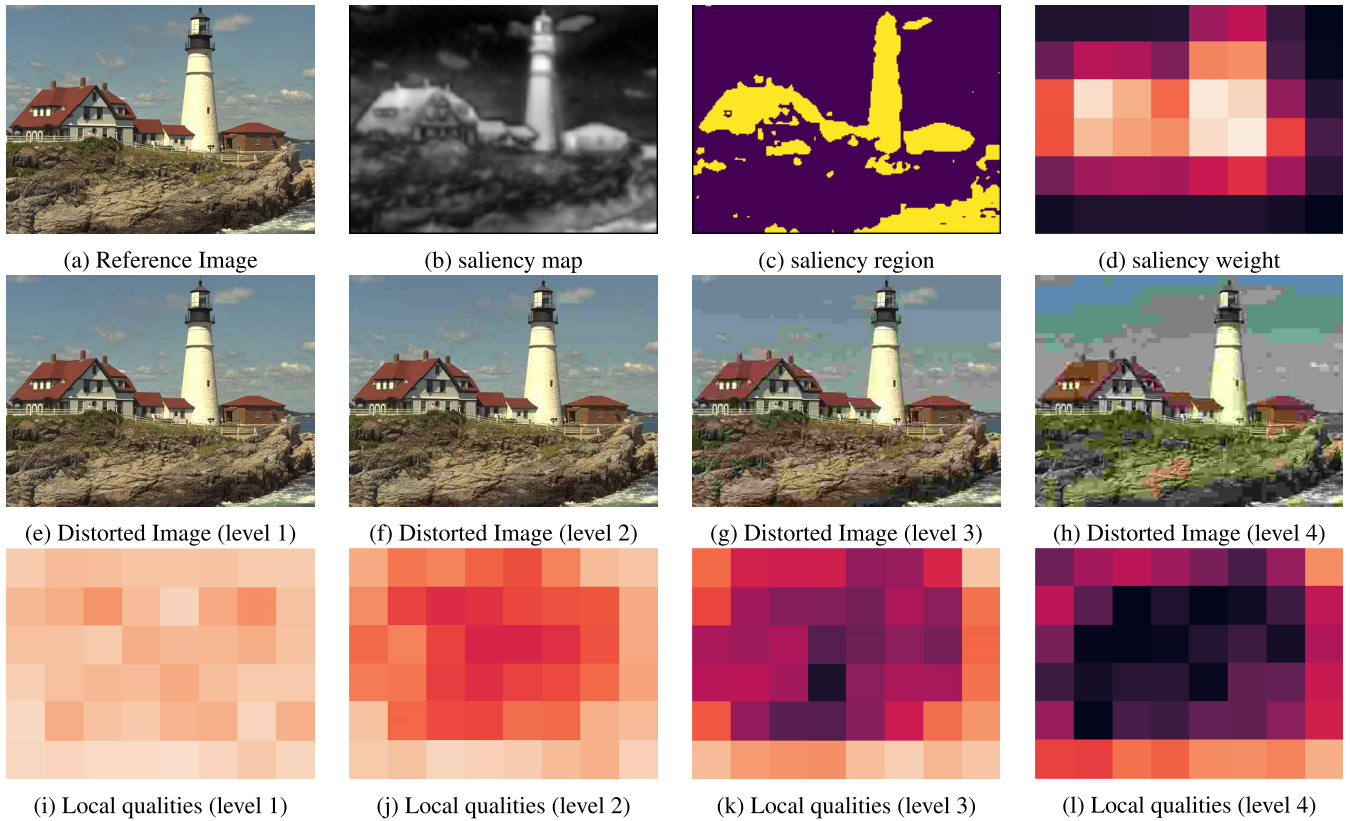 (a) Reference Image
(b) saliency map
(c) saliency region
(d) saliency weight
(e) Distorted Image (level 1)
(f) Distorted Image (level 2)
(g) Distorted Image (level 3)
(h) Distorted Image (level 4)
(i) Local qualities (level 1)
(j) Local qualities (level 2)
(k) Local qualities (level 3)
(l) Local qualities (level 4)